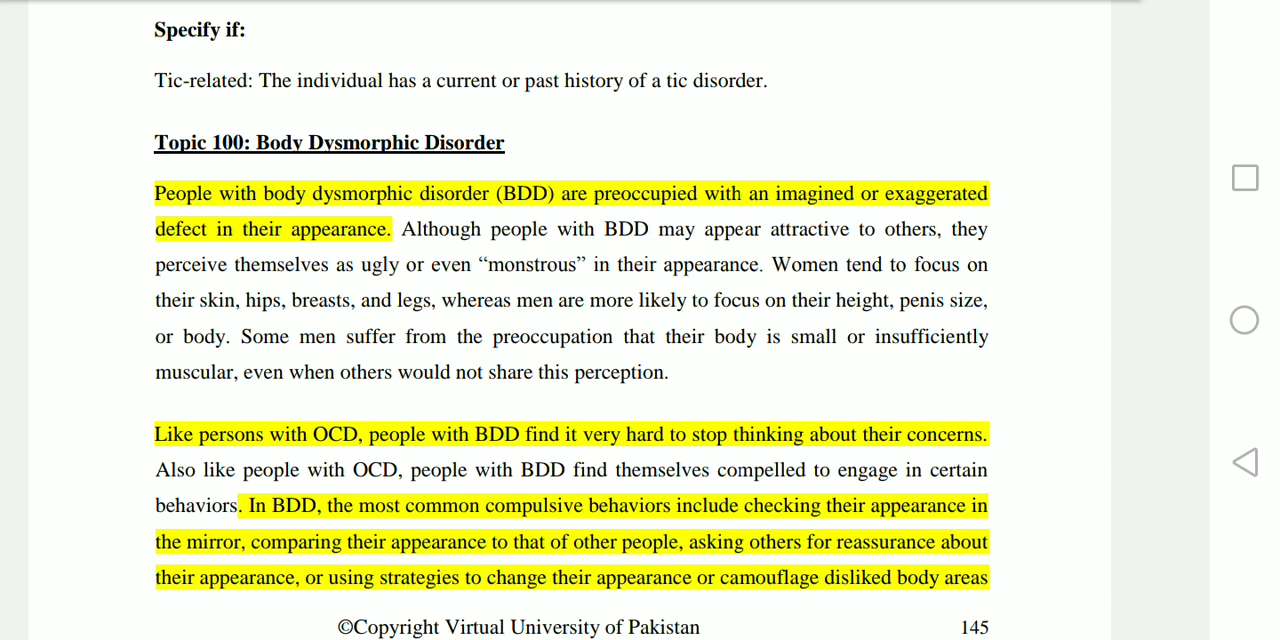 Specify if:
Tic-related: The individual has a current or past history of a tic disorder.
Topic 100: Body Dysmorphic Disorder
People with body dysmorphic disorder (BDD) are preoccupied with an imagined or exaggerated
defect in their appearance. Although people with BDD may appear attractive to others, they
perceive themselves as ugly or even “monstrous” in their appearance. Women tend to focus on
their skin, hips, breasts, and legs, whereas men are more likely to focus on their height, penis size,
or body. Some men suffer from the preoccupation that their body is small or insufficiently
muscular, even when others would not share this perception.
Like persons with OCD, people with BDD find it very hard to stop thinking about their concerns.
Also like people with OCD, people with BDD find themselves compelled to engage in certain
behaviors. In BDD, the most common compulsive behaviors include checking their appearance in
the mirror, comparing their appearance to that of other people, asking others for reassurance about
their appearance, or using strategies to change their appearance or camouflage disliked body areas
©Copyright Virtual University of Pakistan 145